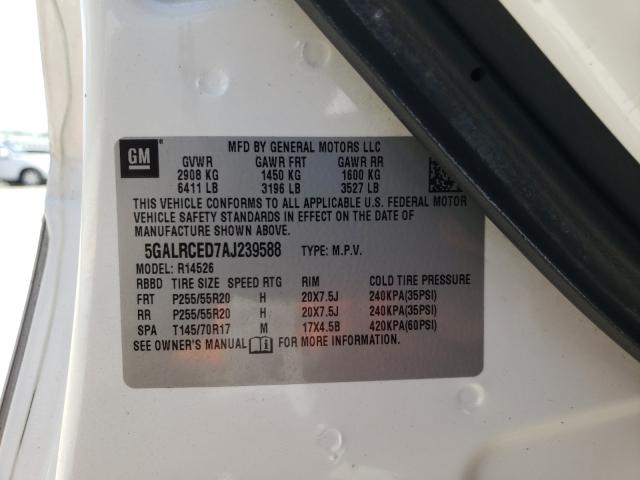 GM
MFD BY GENERAL MOTORS LLC
GVWR GAWR FRT GAWR RR
2908 KG 1450 KG 1600 KG
6411 LB 3196 LB 3527 LB
THIS VEHICLE CONFORMS TO ALL APPLICABLE U.S. FEDERAL MOTOR
VEHICLE SAFETY STANDARDS IN EFFECT ON THE DATE OF
MANUFACTURE SHOWN ABOVE.
5GALRCED7AJ239588 TYPE: M.P.V.
MODEL: R14526
RBBD TIRE SIZE SPEED RTG RIM COLD TIRE PRESSURE
FRT P255/55R20 H 20X7.5J 240KPA(35PSI)
RR P255/55R20 H 20X7.5J 240KPA(35PSI)
SPA T145/70R17 M 17X4.5B 420KPA(60PSI)
SEE OWNER'S MANUAL FOR ADDITIONAL INFORMATION.